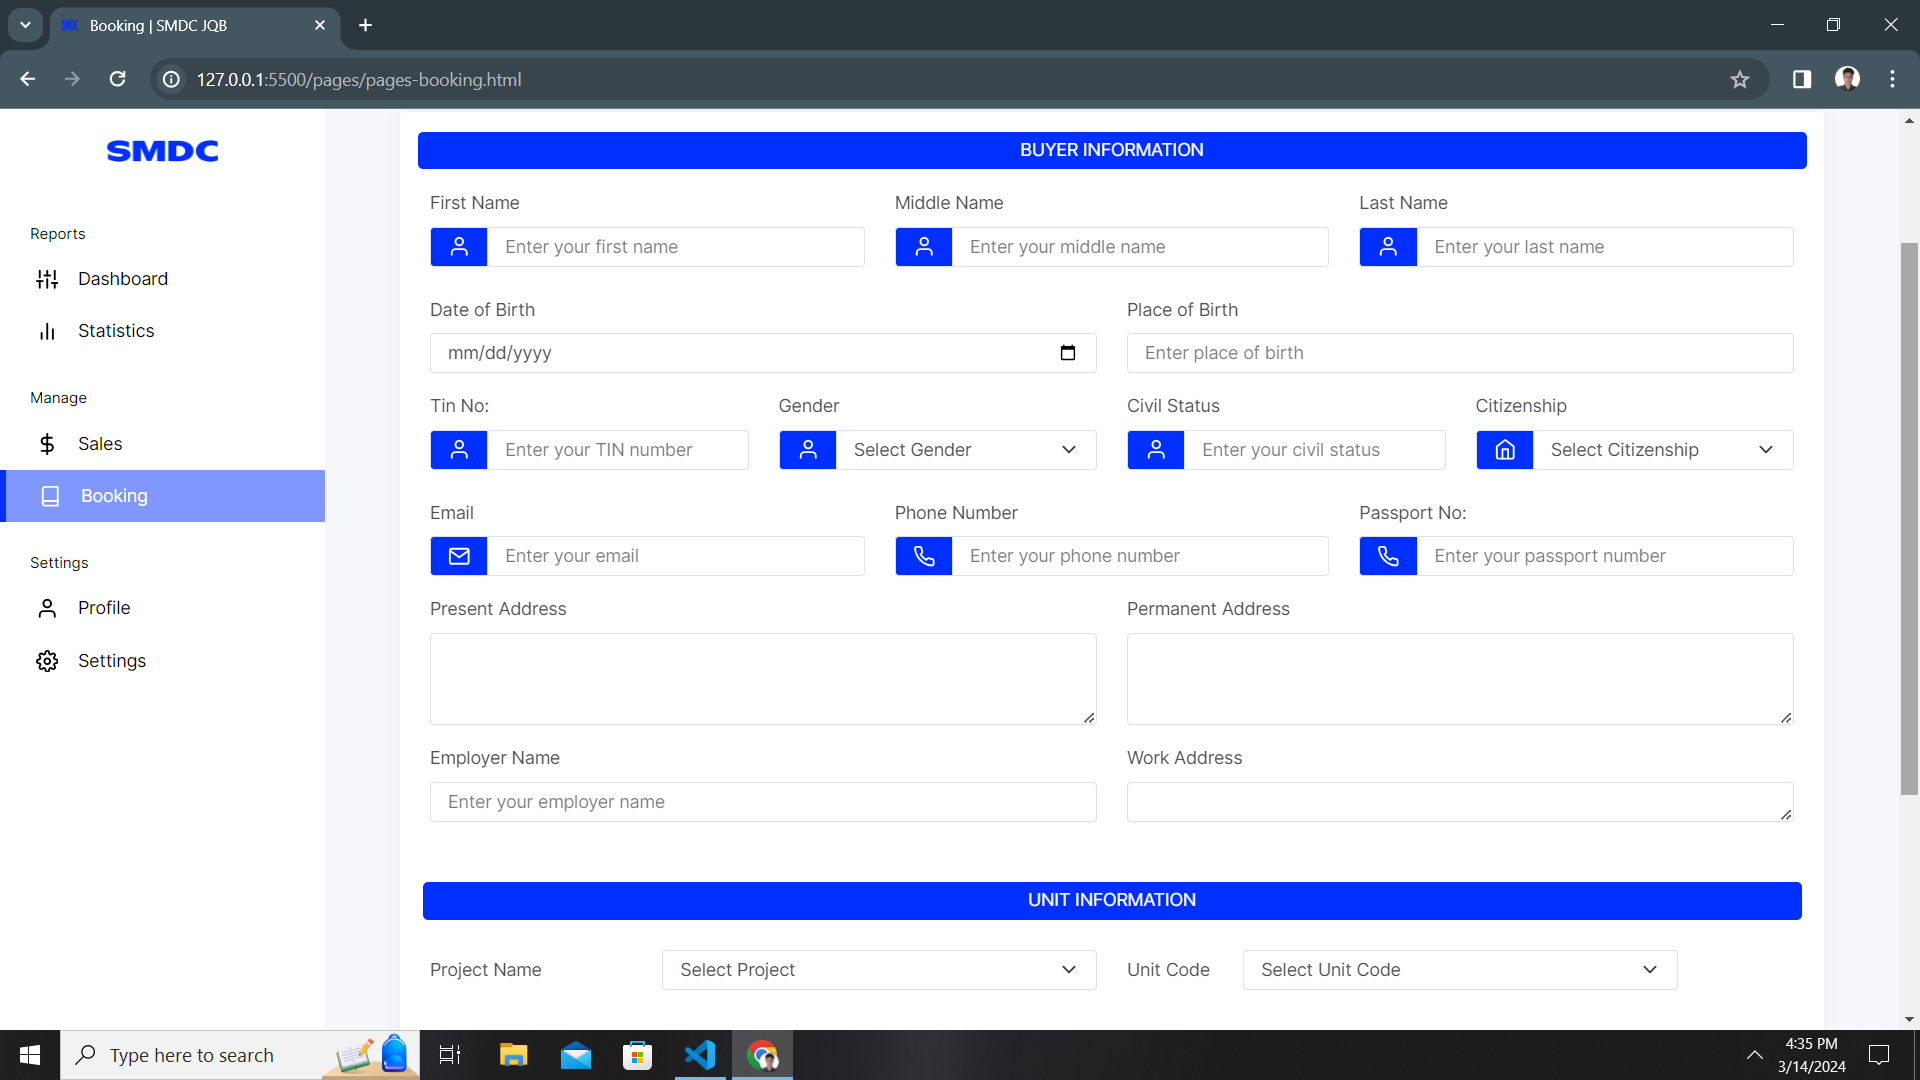 Booking | SMDC JQB
127.0.0.1:5500/pages/pages-booking.html
SMDC
Reports
Dashboard
Statistics
Manage
Sales
Booking
Settings
Profile
Settings
BUYER INFORMATION
First Name Middle Name Last Name
Enter your first name Enter your middle name Enter your last name
Date of Birth Place of Birth
mm/dd/yyyy Enter place of birth
Tin No: Gender Civil Status Citizenship
Enter your TIN number Select Gender Enter your civil status Select Citizenship
Email Phone Number Passport No:
Enter your email Enter your phone number Enter your passport number
Present Address Permanent Address
Employer Name Work Address
Enter your employer name
UNIT INFORMATION
Project Name Select Project Unit Code Select Unit Code
Type here to search
4:35 PM
3/14/2024